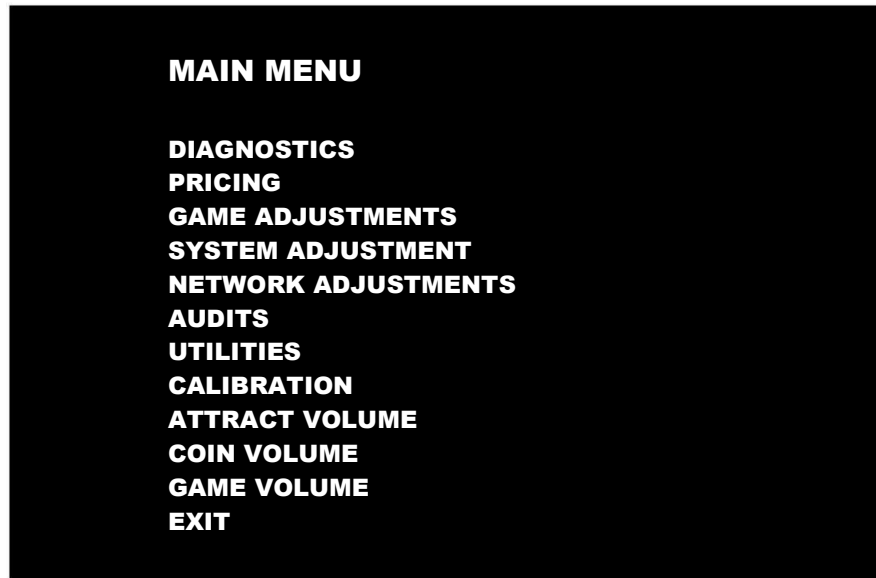 MAIN MENU
DIAGNOSTICS
PRICING
GAME ADJUSTMENTS
SYSTEM ADJUSTMENT
NETWORK ADJUSTMENTS
AUDITS
UTILITIES
CALIBRATION
ATTRACT VOLUME
COIN VOLUME
GAME VOLUME
EXIT